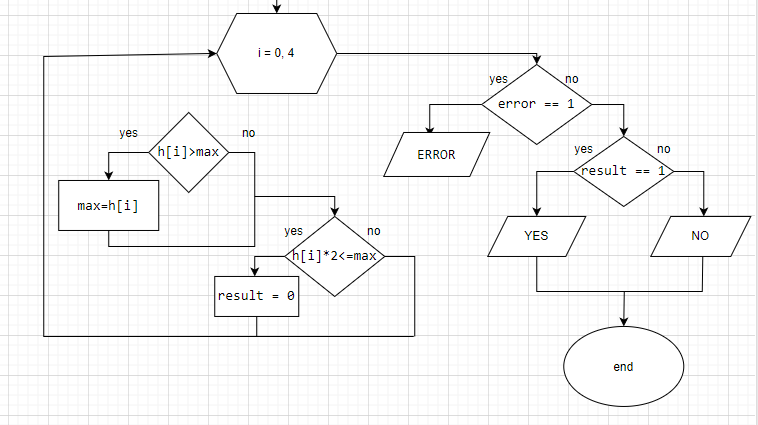 i = 0, 4
yes
no
error == 1
yes
no
h[i]>max
ERROR
yes
no
result == 1
max=h[i]
yes
no
h[i]*2<=max
YES
NO
result = 0
end